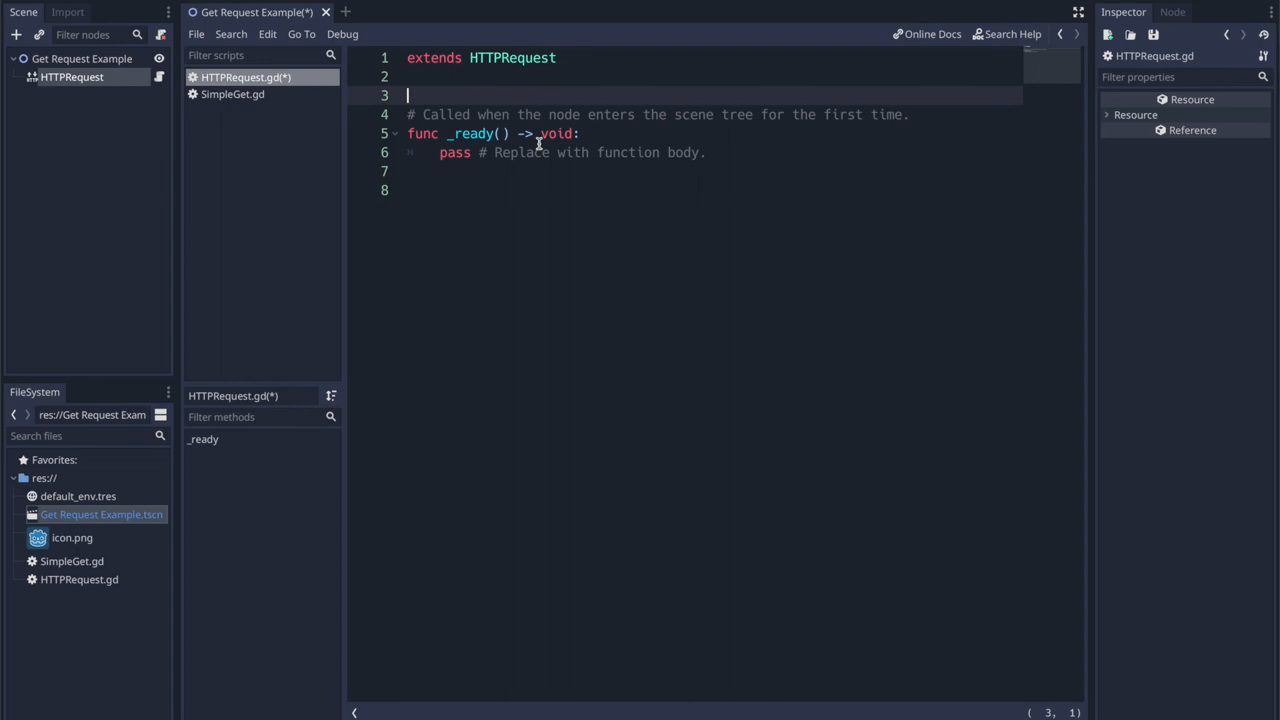 Scene Import
Filter nodes
Get Request Example
HTTPRequest
FileSystem
res://Get Request Exam
Search files
Favorites:
res://
default_env.tres
Get Request Example.tscn
icon.png
SimpleGet.gd
HTTPRequest.gd
Get Request Example(*)
File Search Edit Go To Debug
Online Docs Search Help
Filter scripts
HTTPRequest.gd(*)
SimpleGet.gd
HTTPRequest.gd(*)
Filter methods
_ready
1 extends HTTPRequest
2
3
4 # Called when the node enters the scene tree for the first time.
5 func _ready() -> void:
6 pass # Replace with function body.
7
8
( 3, 1)
Inspector Node
HTTPRequest.gd
Filter properties
Resource
Resource
Reference